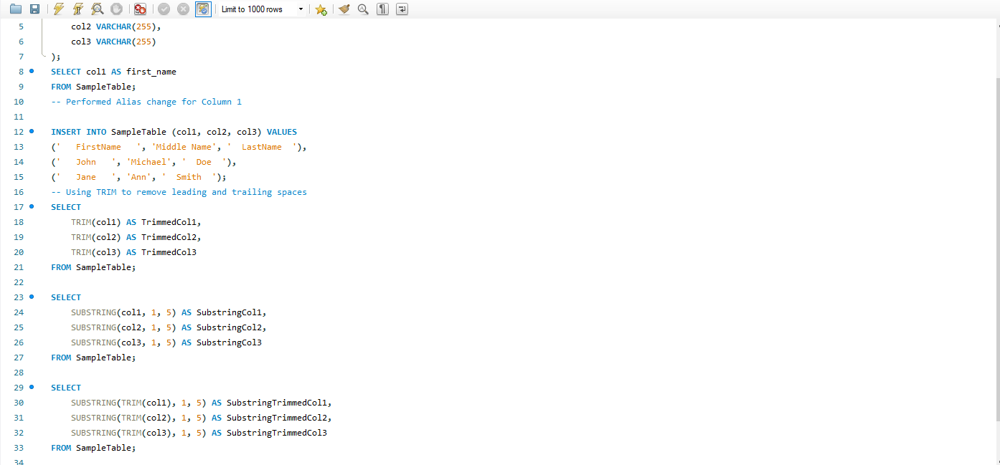 Limit to 1000 rows
5 col2 VARCHAR(255),
6 col3 VARCHAR(255)
7 );
8 SELECT col1 AS first_name
9 FROM SampleTable;
10 -- Performed Alias change for Column 1
11
12 INSERT INTO SampleTable (col1, col2, col3) VALUES
13 ('   FirstName   ', 'Middle Name', '  LastName  '),
14 ('   John   ', 'Michael', '  Doe  '),
15 ('   Jane   ', 'Ann', '  Smith  ');
16 -- Using TRIM to remove leading and trailing spaces
17 SELECT
18     TRIM(col1) AS TrimmedCol1,
19     TRIM(col2) AS TrimmedCol2,
20     TRIM(col3) AS TrimmedCol3
21 FROM SampleTable;
22
23 SELECT
24     SUBSTRING(col1, 1, 5) AS SubstringCol1,
25     SUBSTRING(col2, 1, 5) AS SubstringCol2,
26     SUBSTRING(col3, 1, 5) AS SubstringCol3
27 FROM SampleTable;
28
29 SELECT
30     SUBSTRING(TRIM(col1), 1, 5) AS SubstringTrimmedCol1,
31     SUBSTRING(TRIM(col2), 1, 5) AS SubstringTrimmedCol2,
32     SUBSTRING(TRIM(col3), 1, 5) AS SubstringTrimmedCol3
33 FROM SampleTable;
34